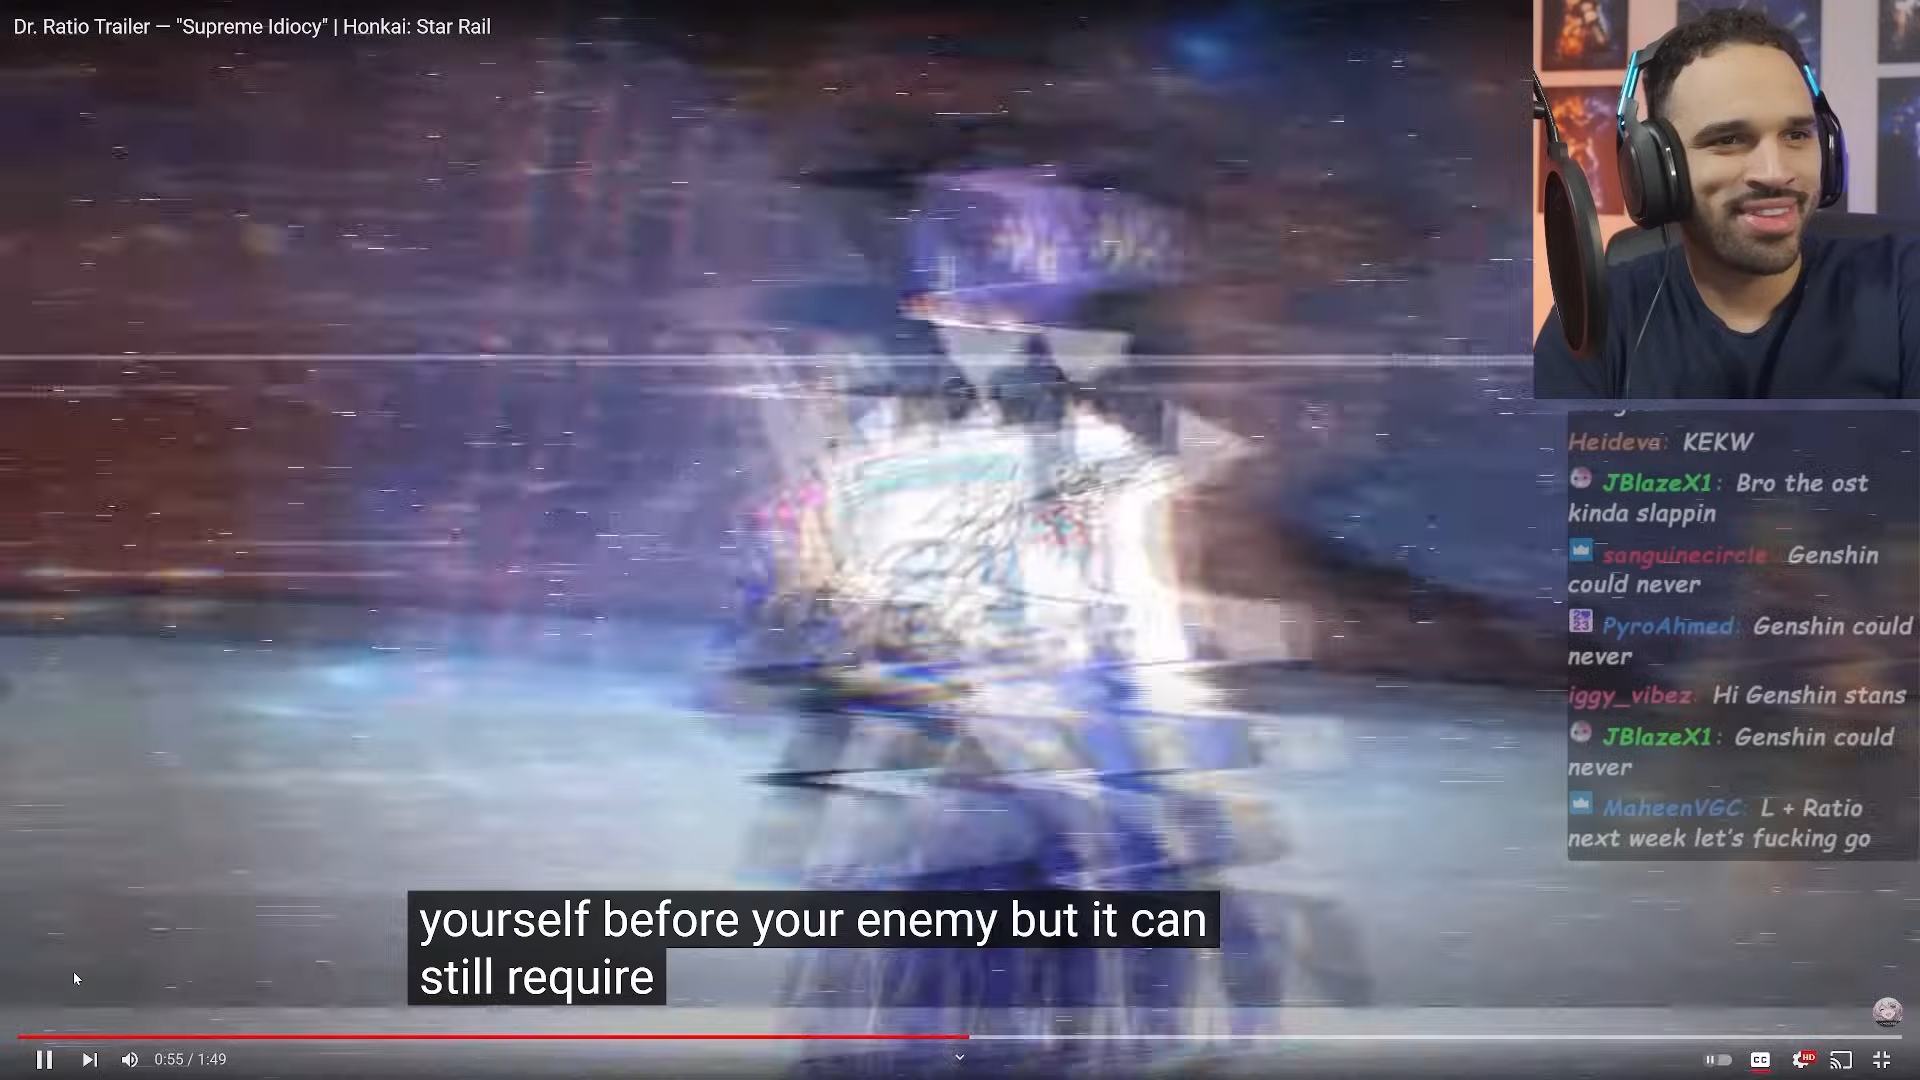 Dr. Ratio Trailer — "Supreme Idiocy" | Honkai: Star Rail
Heideva: KEKW
JBlazeX1: Bro the ost
kinda slappin
sanguinecircle Genshin
could never
PyroAhmed: Genshin could
never
iggy_vibez: Hi Genshin stans
JBlazeX1: Genshin could
never
MaheenVGC: L + Ratio
next week let's fucking go
yourself before your enemy but it can
still require
0:55 / 1:49
CC
HD